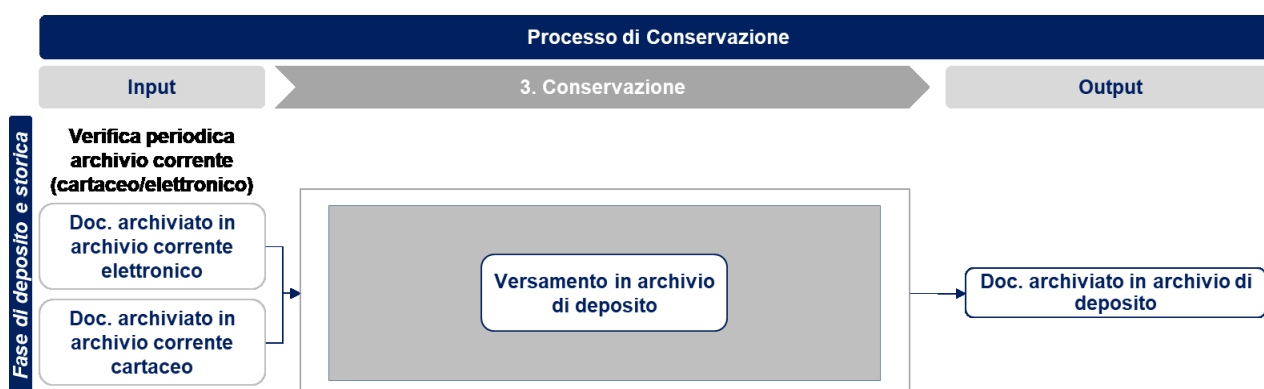 Processo di Conservazione
Input
3. Conservazione
Output
Fase di deposito e storica
Verifica periodica
archivio corrente
(cartaceo/elettronico)
Doc. archiviato in
archivio corrente
elettronico
Doc. archiviato in
archivio corrente
cartaceo
Versamento in archivio
di deposito
Doc. archiviato in archivio di
deposito